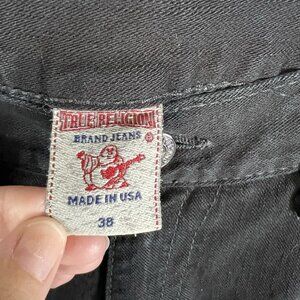 TRUE RELIGION
BRAND JEANS ®
MADE IN USA
38